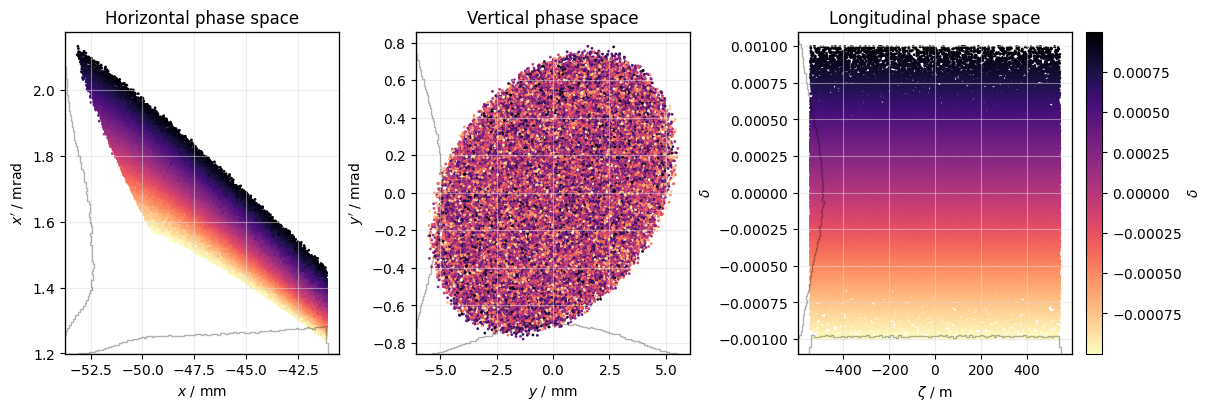 Horizontal phase space
x′ / mrad
2.0
1.8
1.6
1.4
1.2
−52.5 −50.0 −47.5 −45.0 −42.5
x / mm
Vertical phase space
y′ / mrad
0.8
0.6
0.4
0.2
0.0
−0.2
−0.4
−0.6
−0.8
−5.0 −2.5 0.0 2.5 5.0
y / mm
Longitudinal phase space
δ
0.00100
0.00075
0.00050
0.00025
0.00000
−0.00025
−0.00050
−0.00075
−0.00100
−400 −200 0 200 400
ζ / m
0.00075
0.00050
0.00025
0.00000
−0.00025
−0.00050
−0.00075
δ